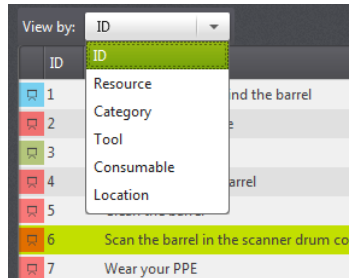 View by: ID
ID
ID
Resource
Category
Tool
Consumable
Location
1 nd the barrel
2
3
4 arrel
5
6 Scan the barrel in the scanner drum co
7 Wear your PPE